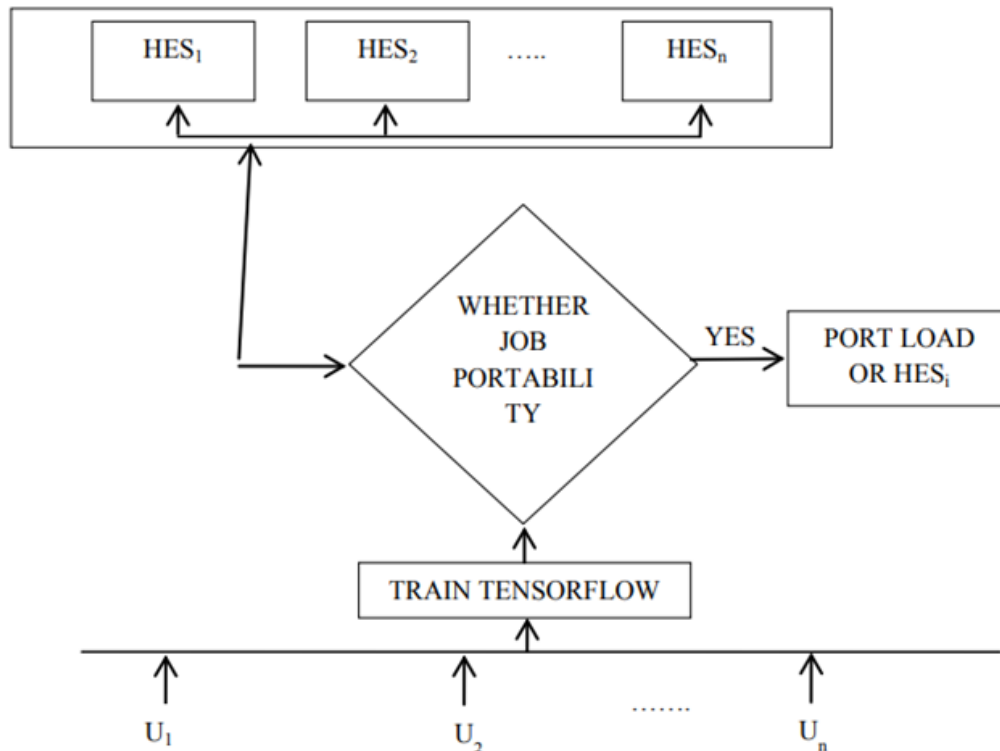 HES₁ HES₂ ..... HESₙ
WHETHER
JOB
PORTABILI
TY
YES
PORT LOAD
OR HESᵢ
TRAIN TENSORFLOW
U₁ U₂ ....... Uₙ